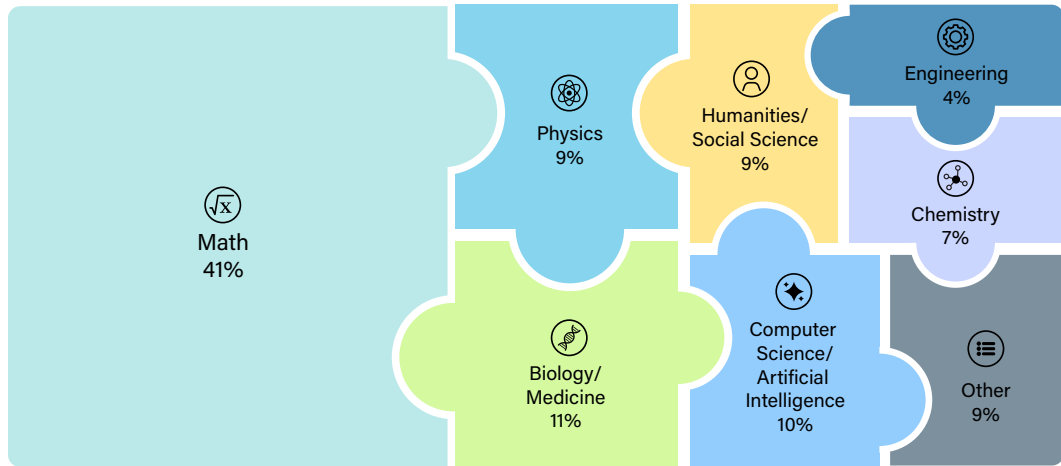 √x
Math
41%
Physics
9%
Biology/
Medicine
11%
Humanities/
Social Science
9%
Computer
Science/
Artificial
Intelligence
10%
Engineering
4%
Chemistry
7%
Other
9%